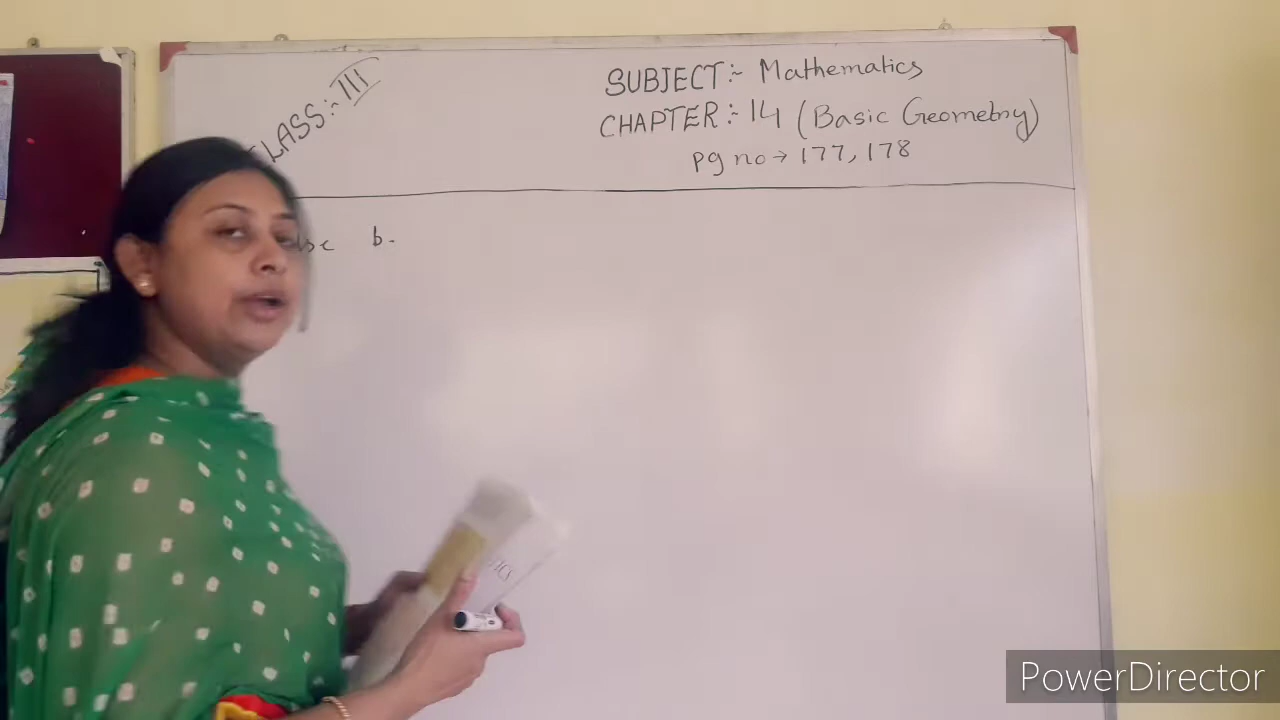 CLASS:- III
SUBJECT:- Mathematics
CHAPTER:- 14 (Basic Geometry)
Pg no → 177, 178
b.
PowerDirector